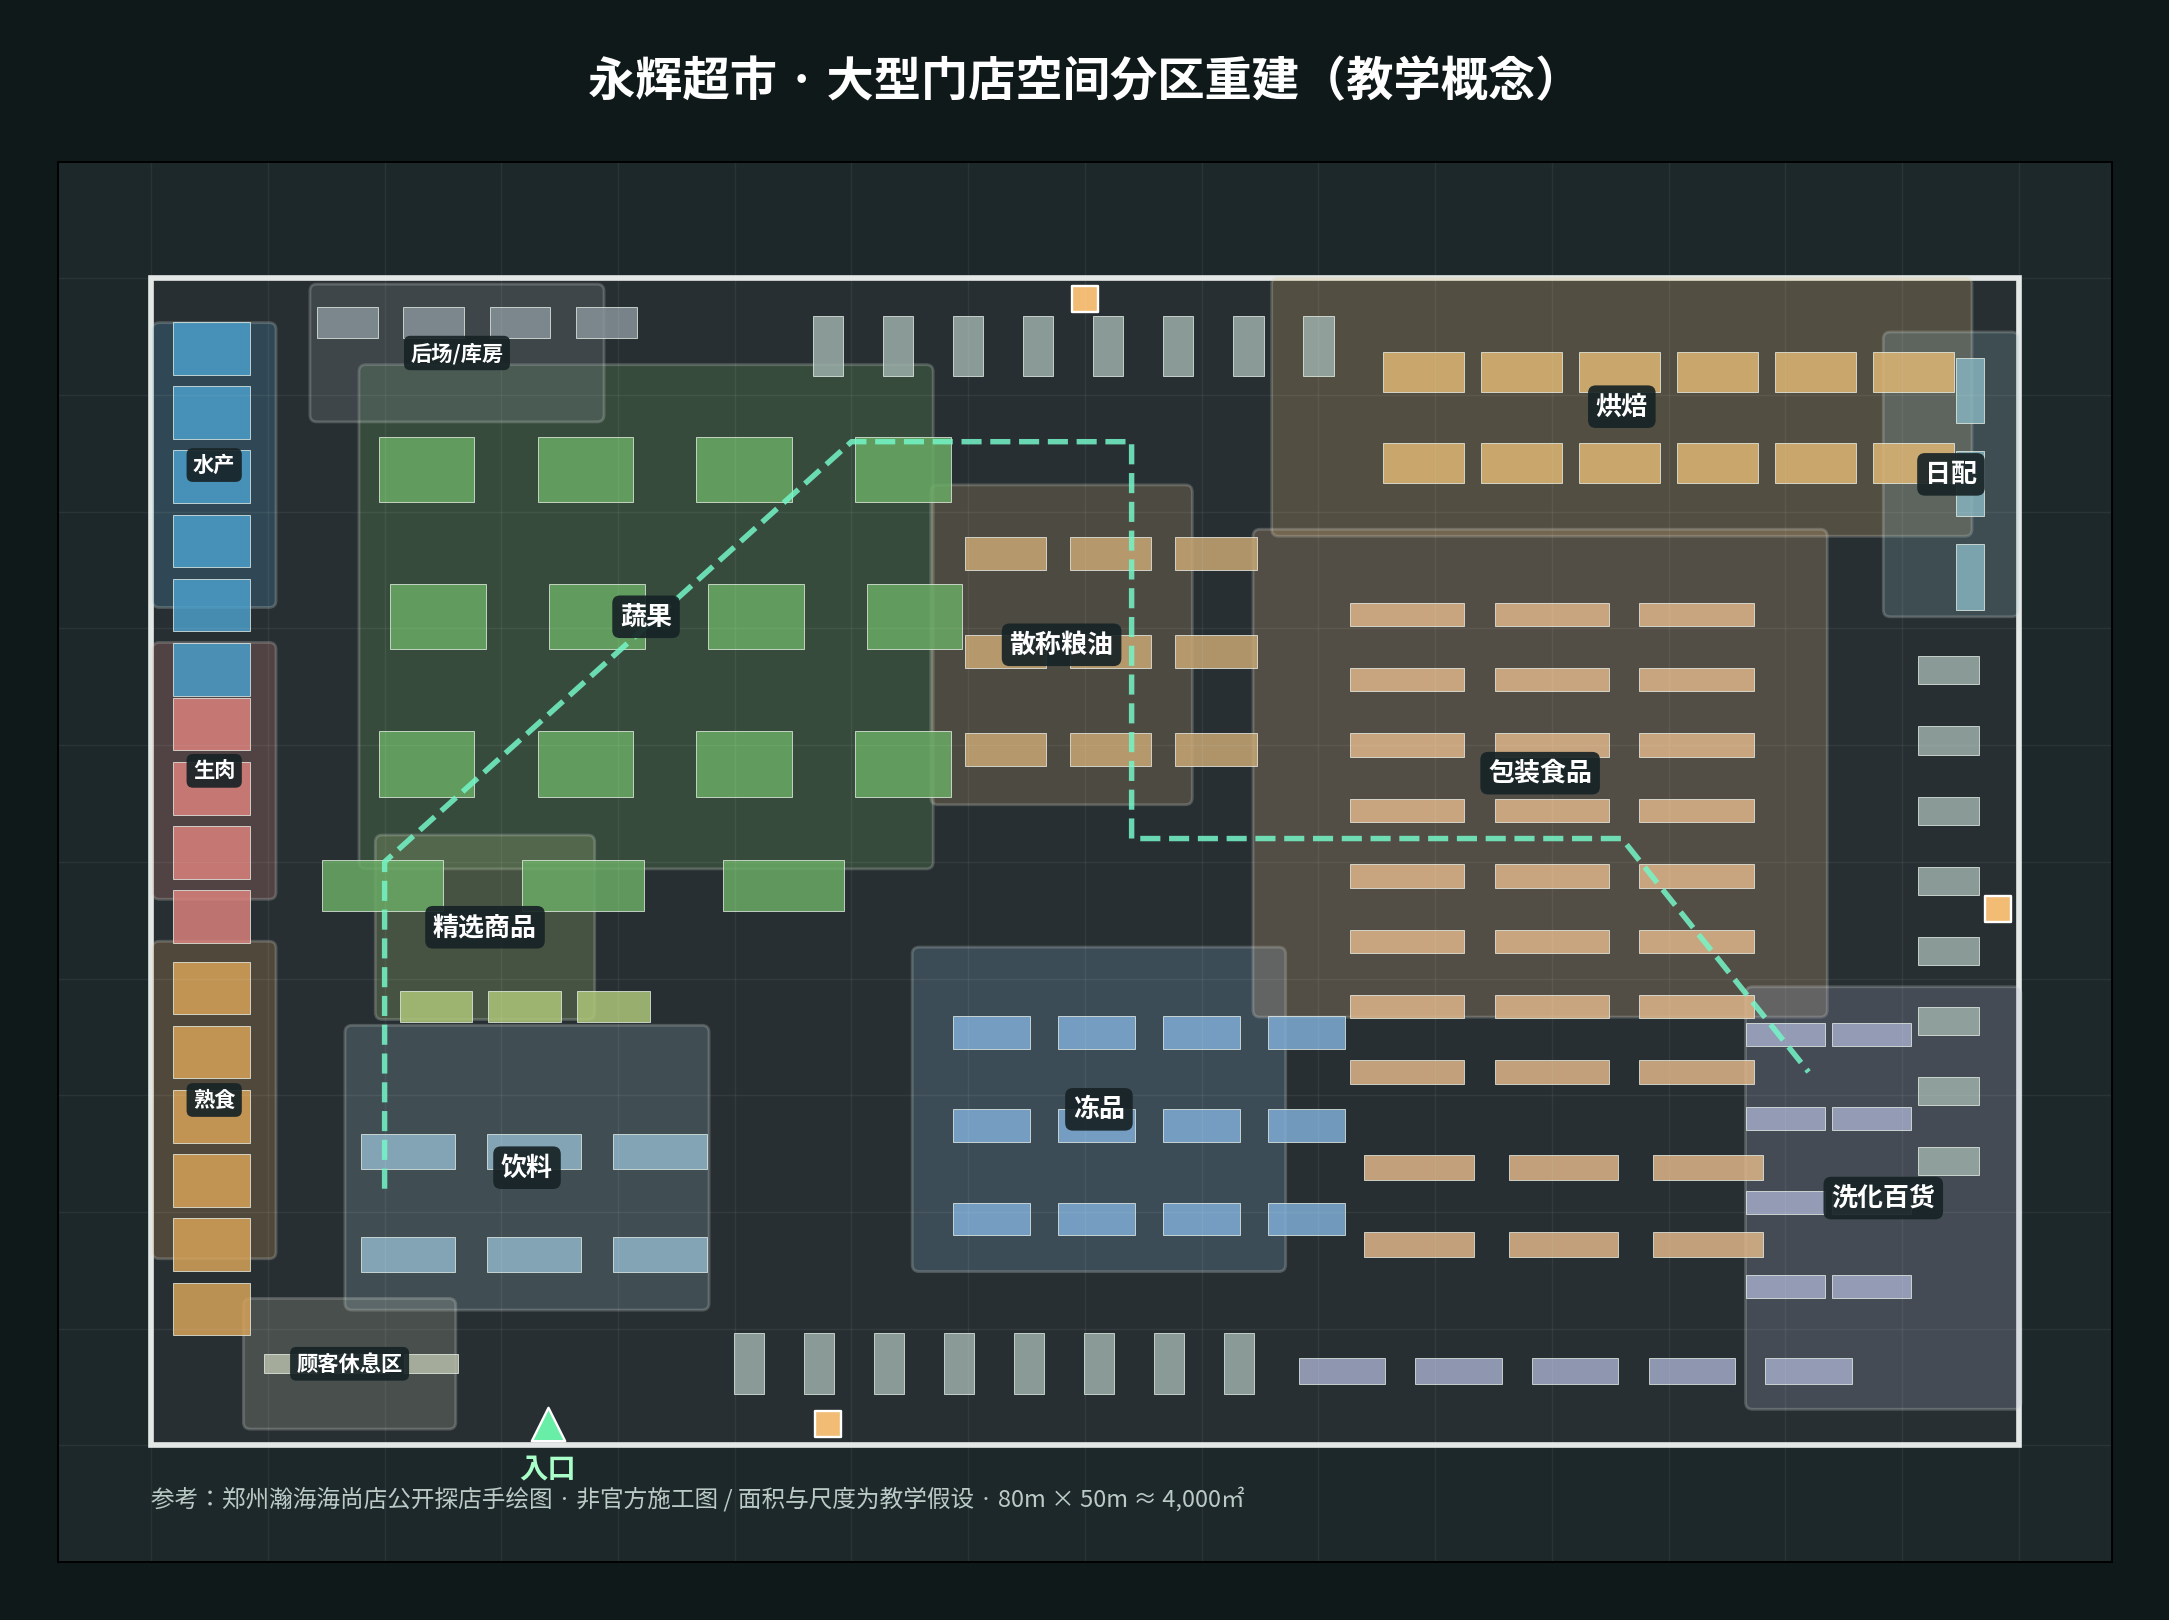 永辉超市 · 大型门店空间分区重建（教学概念）
后场/库房
烘焙
水产
日配
蔬果
散称粮油
生肉
包装食品
精选商品
熟食
冻品
饮料
洗化百货
顾客休息区
入口
参考：郑州瀚海海尚店公开探店手绘图 · 非官方施工图 / 面积与尺度为教学假设 · 80m × 50m ≈ 4,000㎡